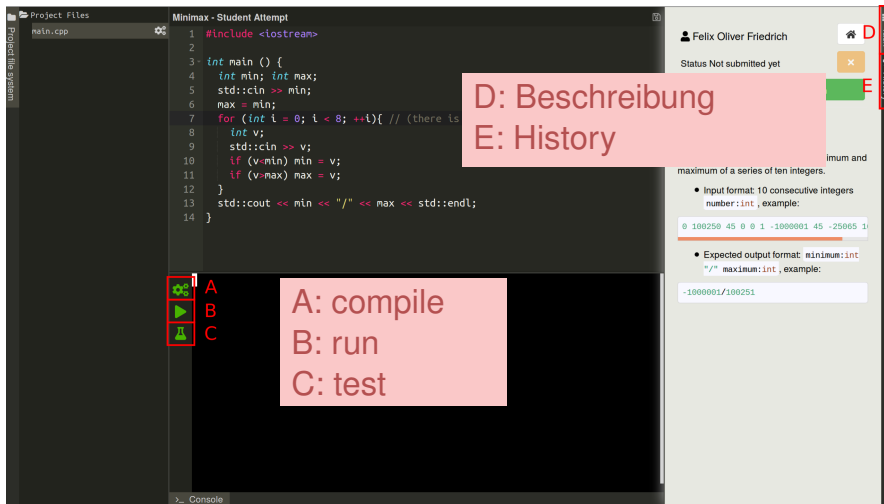 Project Files
main.cpp
Project file system
Minimax - Student Attempt
1 #include <iostream>
2
3 int main () {
4 int min; int max;
5 std::cin >> min;
6 max = min;
7 for (int i = 0; i < 8; ++i){ // (there is
8 int v;
9 std::cin >> v;
10 if (v<min) min = v;
11 if (v>max) max = v;
12 }
13 std::cout << min << "/" << max << std::endl;
14 }
D: Beschreibung
E: History
Felix Oliver Friedrich
D
Status Not submitted yet
E
imum and
maximum of a series of ten integers.
• Input format: 10 consecutive integers
number:int , example:
0 100250 45 0 0 1 -1000001 45 -25065 1
• Expected output format: minimum:int
"/" maximum:int , example:
-1000001/100251
A
B
C
A: compile
B: run
C: test
>_ Console